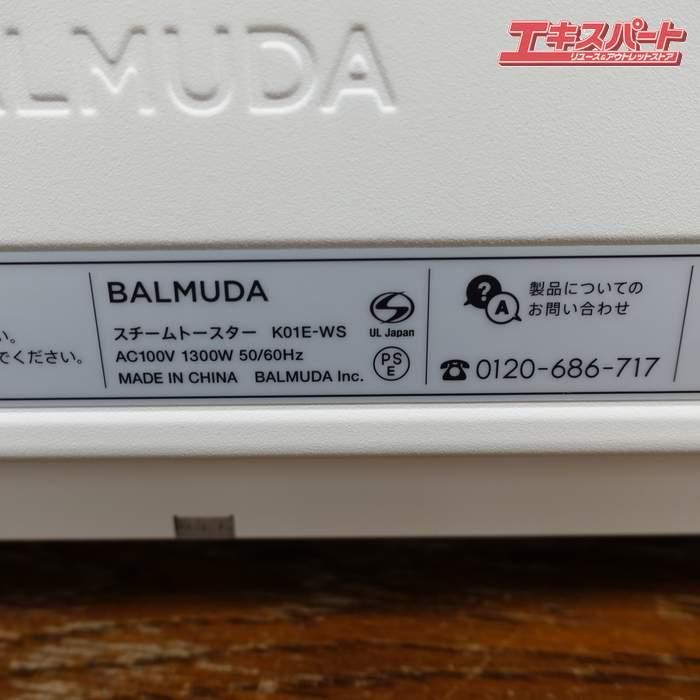 ALMUDA
エキスパート
リユース&アウトレットストア
い。
でください。
BALMUDA
スチームトースター K01E-WS
AC100V 1300W 50/60Hz
MADE IN CHINA BALMUDA Inc.
S
UL Japan
PS
E
?
A
製品についての
お問い合わせ
☎ 0120-686-717